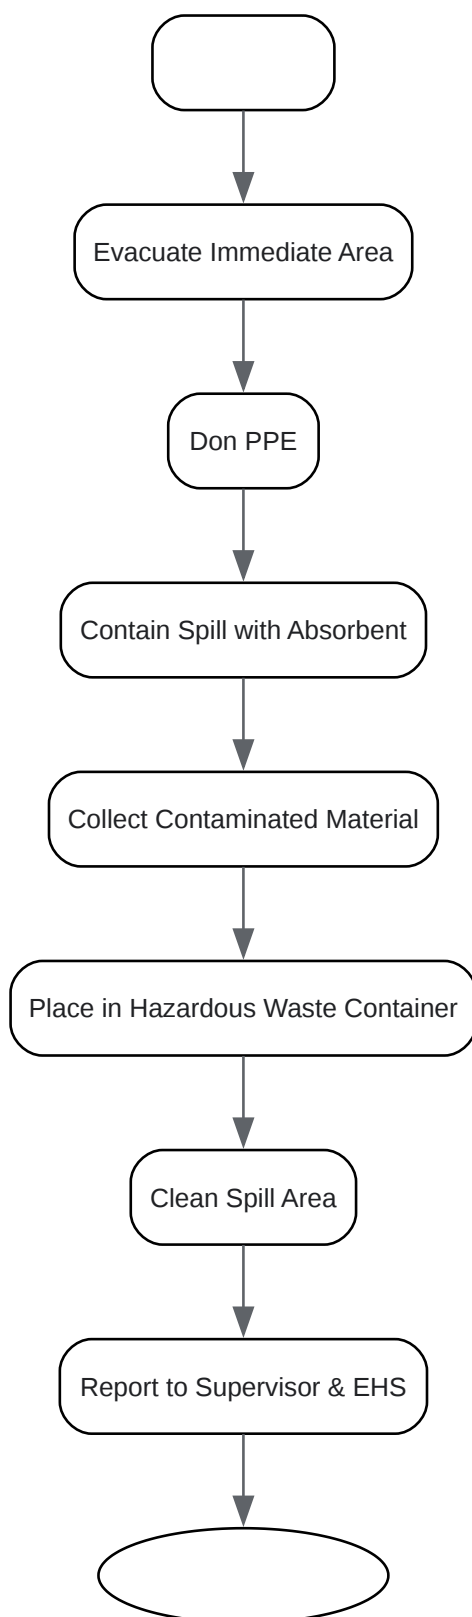 Evacuate Immediate Area
Don PPE
Contain Spill with Absorbent
Collect Contaminated Material
Place in Hazardous Waste Container
Clean Spill Area
Report to Supervisor & EHS